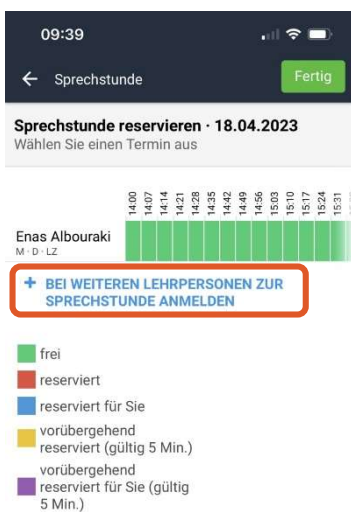 09:39
← Sprechstunde
Fertig
Sprechstunde reservieren · 18.04.2023
Wählen Sie einen Termin aus
14:00 14:07 14:14 14:21 14:28 14:35 14:42 14:49 14:56 15:03 15:10 15:17 15:24 15:31
Enas Albouraki
M · D · LZ
+ BEI WEITEREN LEHRPERSONEN ZUR
SPRECHSTUNDE ANMELDEN
frei
reserviert
reserviert für Sie
vorübergehend
reserviert (gültig 5 Min.)
vorübergehend
reserviert für Sie (gültig
5 Min.)